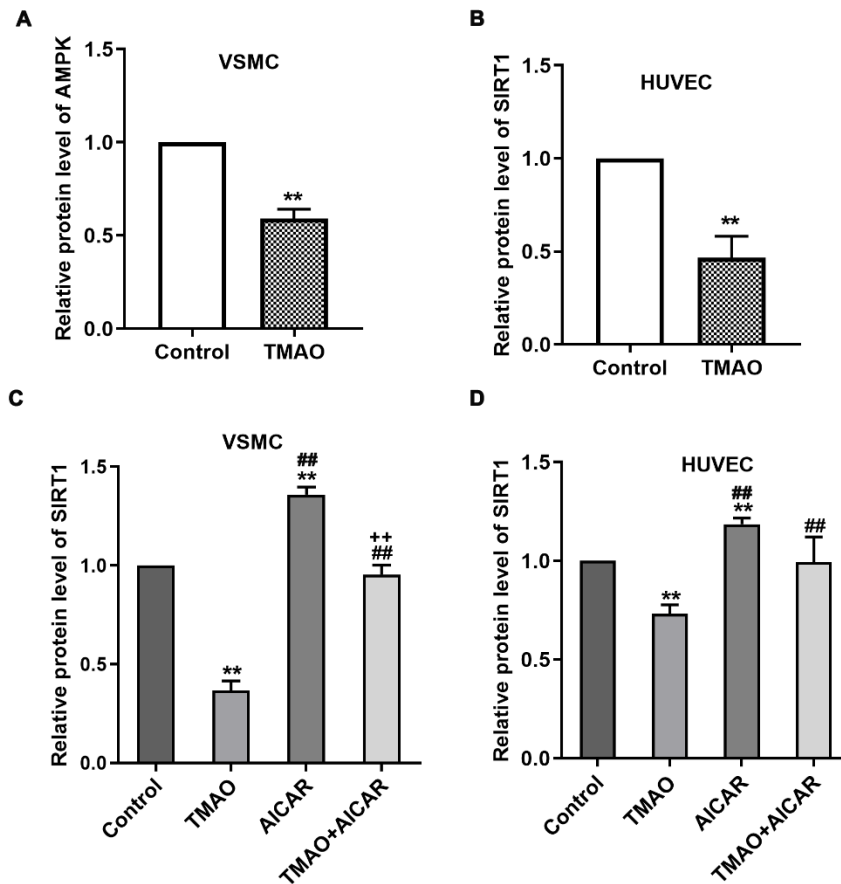 A
VSMC
Relative protein level of AMPK
1.5
1.0
0.5
0.0
**
Control
TMAO
B
HUVEC
Relative protein level of SIRT1
1.5
1.0
0.5
0.0
**
Control
TMAO
C
VSMC
Relative protein level of SIRT1
1.5
1.0
0.5
0.0
**
##
**
++
##
Control
TMAO
AICAR
TMAO+AICAR
D
HUVEC
Relative protein level of SIRT1
1.5
1.0
0.5
0.0
**
##
**
##
Control
TMAO
AICAR
TMAO+AICAR